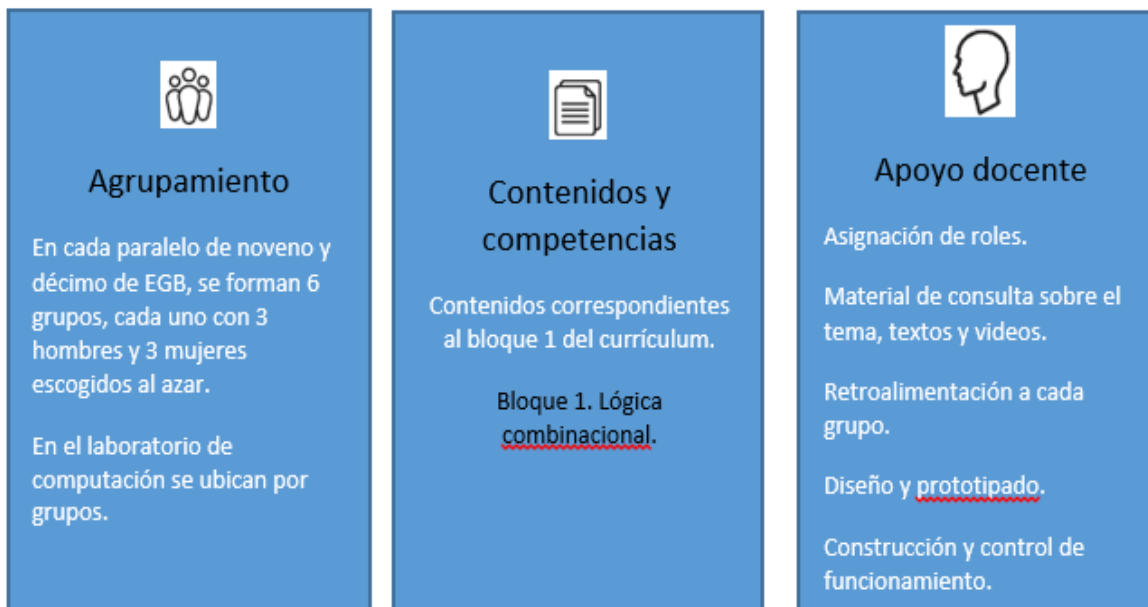 Agrupamiento
En cada paralelo de noveno y
décimo de EGB, se forman 6
grupos, cada uno con 3
hombres y 3 mujeres
escogidos al azar.
En el laboratorio de
computación se ubican por
grupos.
Contenidos y
competencias
Contenidos correspondientes
al bloque 1 del currículum.
Bloque 1. Lógica
combinacional.
Apoyo docente
Asignación de roles.
Material de consulta sobre el
tema, textos y videos.
Retroalimentación a cada
grupo.
Diseño y prototipado.
Construcción y control de
funcionamiento.